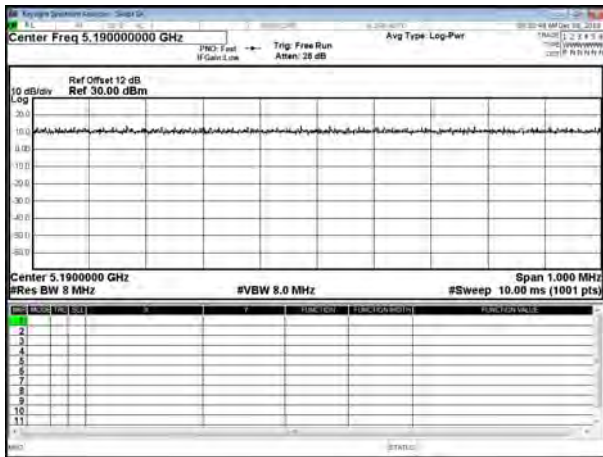 Keysight Spectrum Analyzer - Swept SA
RL
Center Freq 5.190000000 GHz
PNO: Fast
IFGain:Low
Trig: Free Run
Atten: 28 dB
Avg Type: Log-Pwr
TRACE 1 2 3 4 5 6
TYPE
DET P N N N N N
Ref Offset 12 dB
10 dB/div Ref 30.00 dBm
Log
20.0
10.0
0.00
-10.0
-20.0
-30.0
-40.0
-50.0
-60.0
Center 5.1900000 GHz
Span 1.000 MHz
#Res BW 8 MHz
#VBW 8.0 MHz
#Sweep 10.00 ms (1001 pts)
MKR MODE TRC SCL X Y FUNCTION FUNCTION WIDTH FUNCTION VALUE
1
2
3
4
5
6
7
8
9
10
11
MSG
STATUS